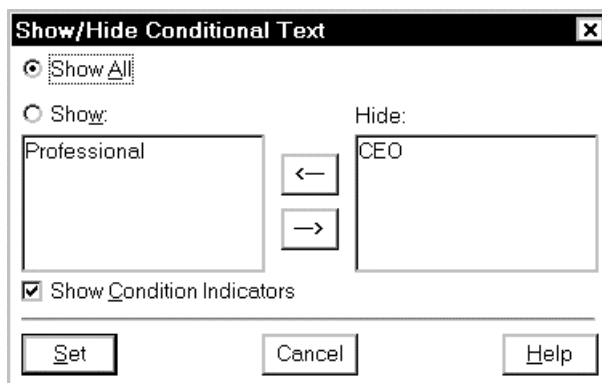 Show/Hide Conditional Text
Show All
Show:
Hide:
Professional
CEO
<—
—>
Show Condition Indicators
Set
Cancel
Help